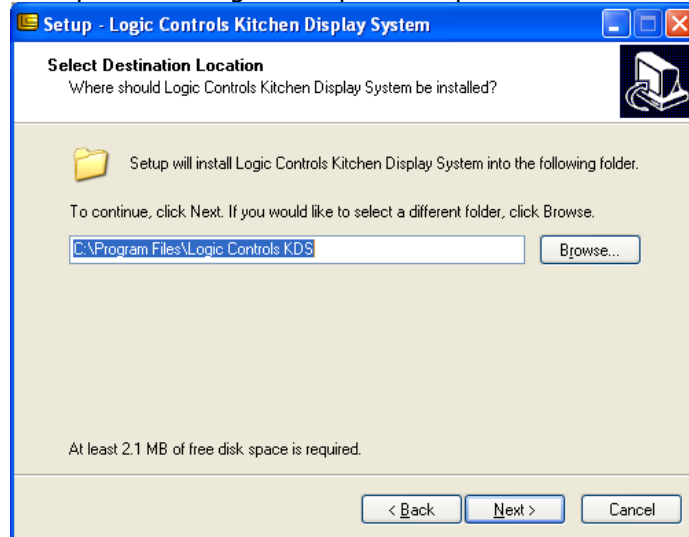 Setup - Logic Controls Kitchen Display System
Select Destination Location
Where should Logic Controls Kitchen Display System be installed?
Setup will install Logic Controls Kitchen Display System into the following folder.
To continue, click Next. If you would like to select a different folder, click Browse.
C:\Program Files\Logic Controls KDS
Browse...
At least 2.1 MB of free disk space is required.
< Back Next > Cancel